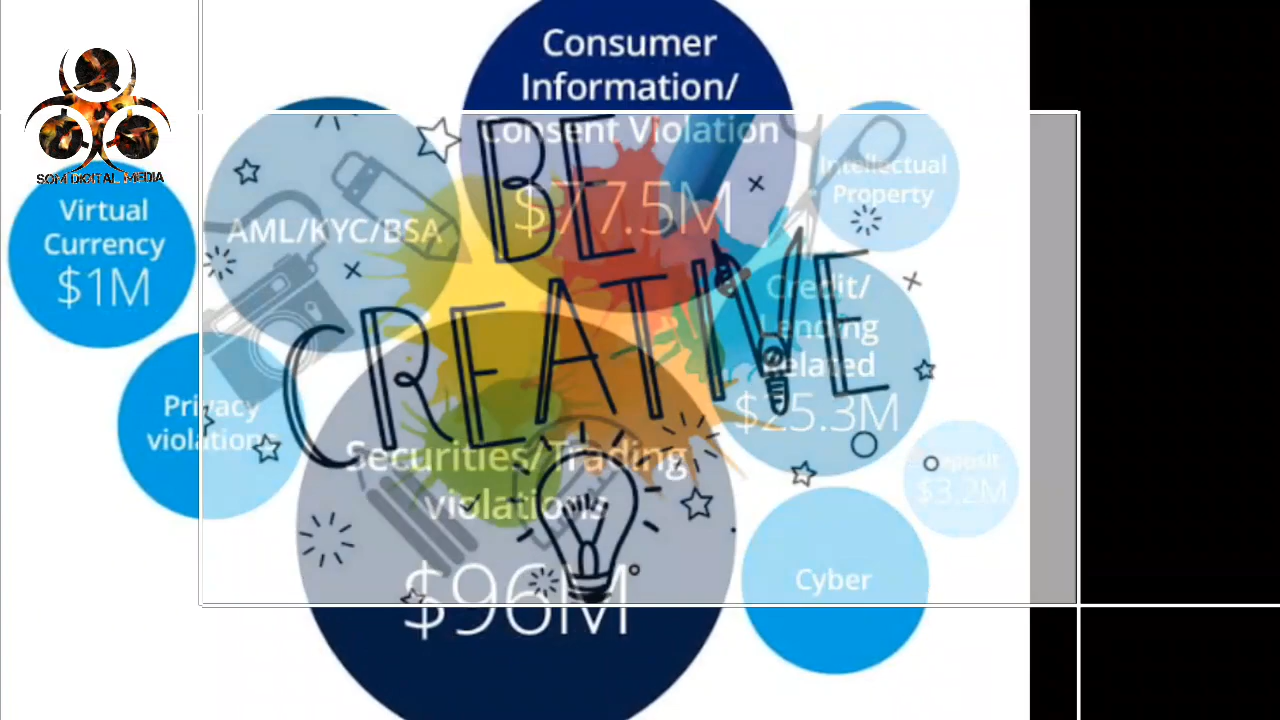 Consumer
Information/
Consent Violation
$77.5M
SOM DIGITAL MEDIA
Virtual
Currency
$1M
AML/KYC/BSA
Intellectual
Property
BE
CREATIVE
Credit/
Lending
Related
$25.3M
Privacy
violations
Securities/Trading
violations
$96M
Deposit
$3.2M
Cyber